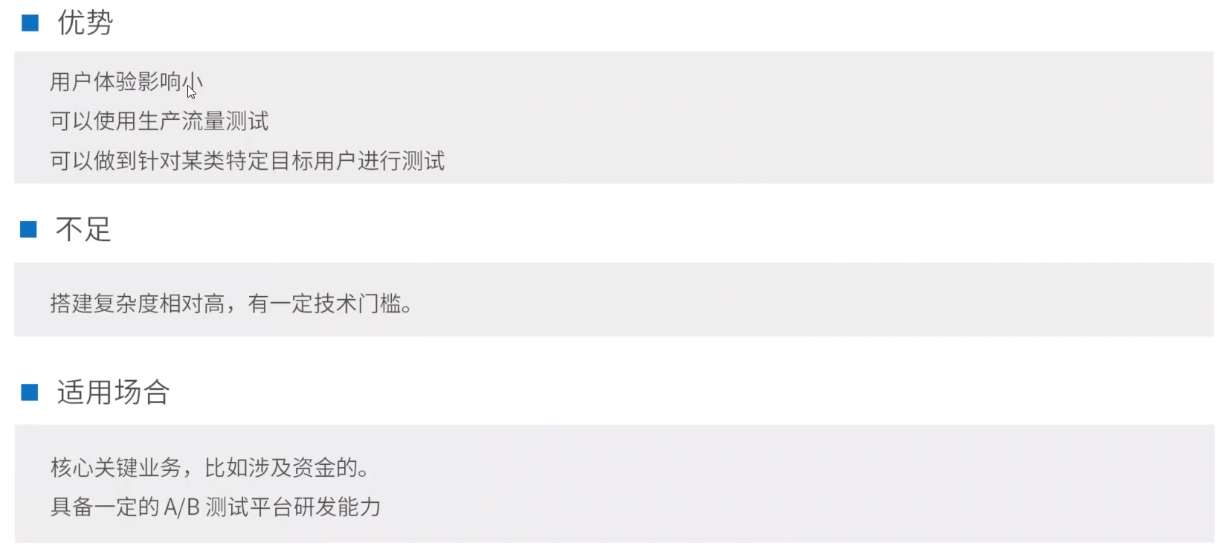 优势
用户体验影响小
可以使用生产流量测试
可以做到针对某类特定目标用户进行测试
不足
搭建复杂度相对高，有一定技术门槛。
适用场合
核心关键业务，比如涉及资金的。
具备一定的 A/B 测试平台研发能力